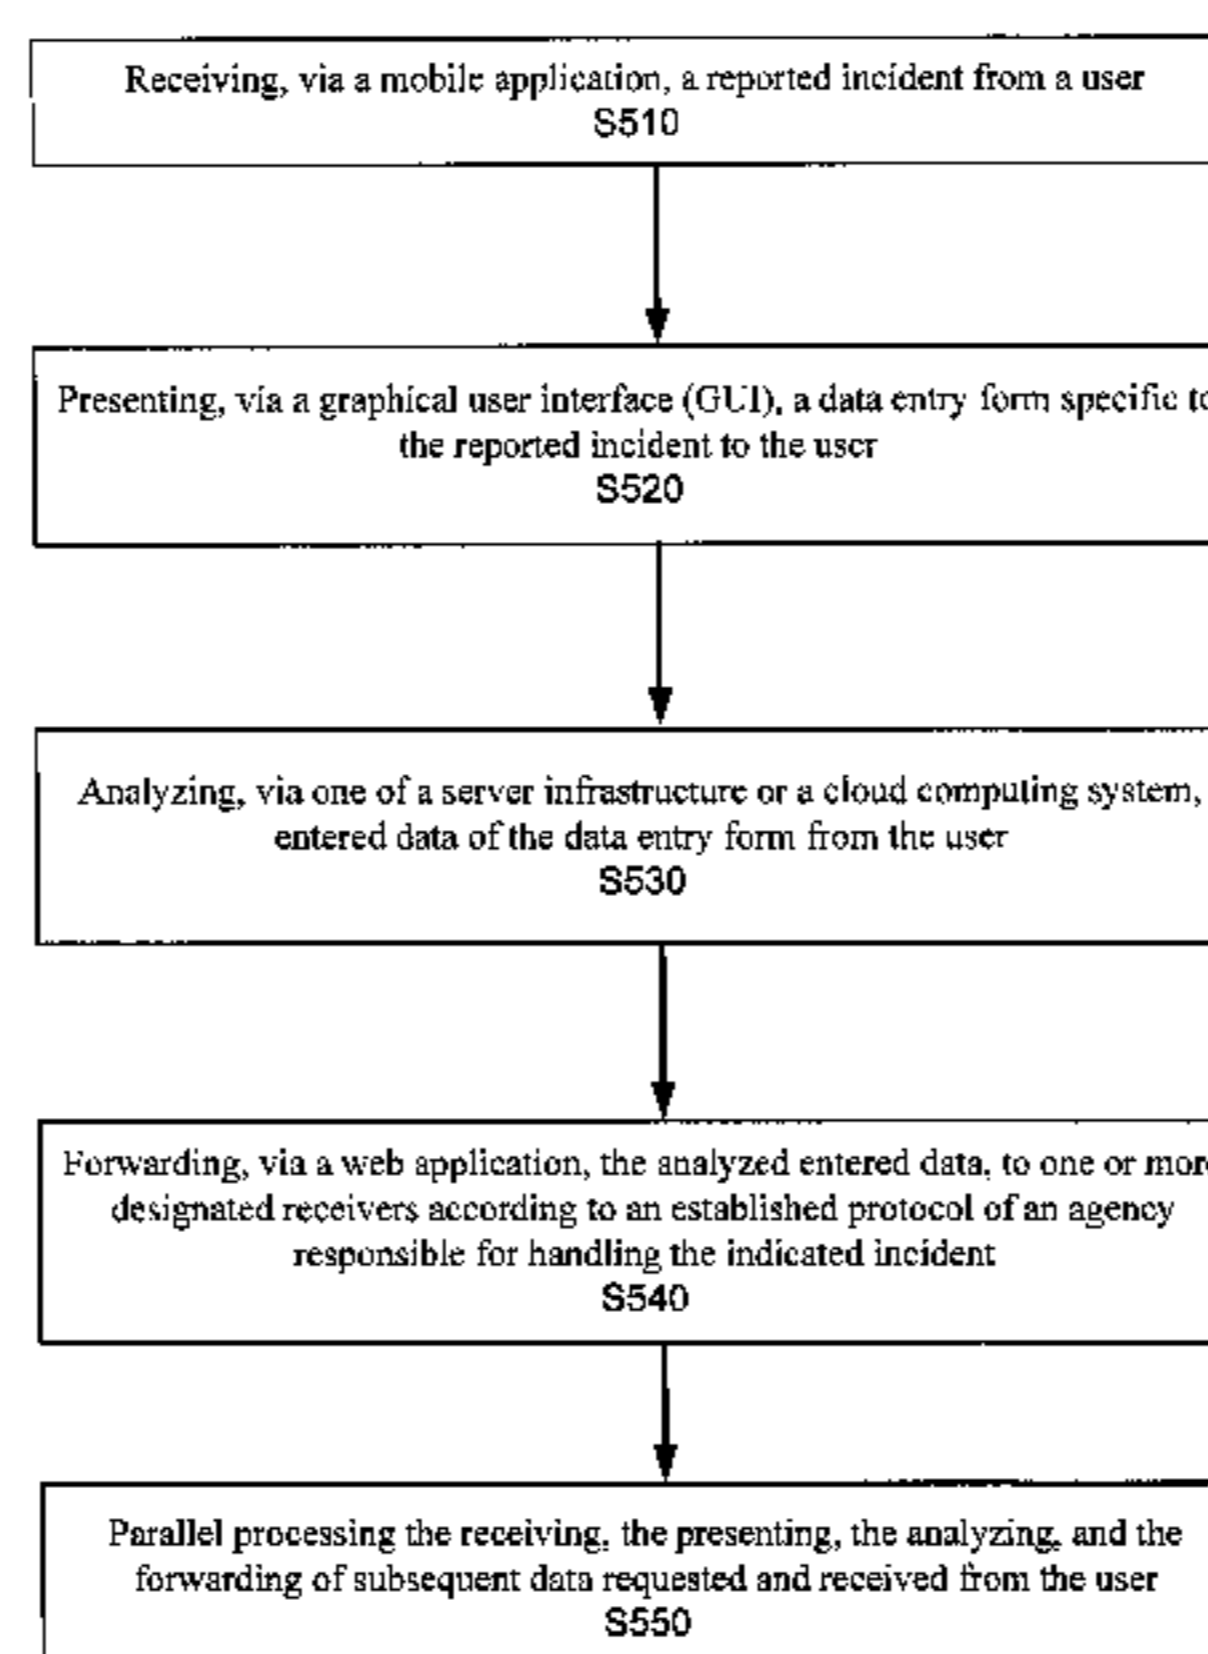 Receiving, via a mobile application, a reported incident from a user
S510
Presenting, via a graphical user interface (GUI), a data entry form specific to
the reported incident to the user
S520
Analyzing, via one of a server infrastructure or a cloud computing system,
entered data of the data entry form from the user
S530
Forwarding, via a web application, the analyzed entered data, to one or more
designated receivers according to an established protocol of an agency
responsible for handling the indicated incident
S540
Parallel processing the receiving, the presenting, the analyzing, and the
forwarding of subsequent data requested and received from the user
S550